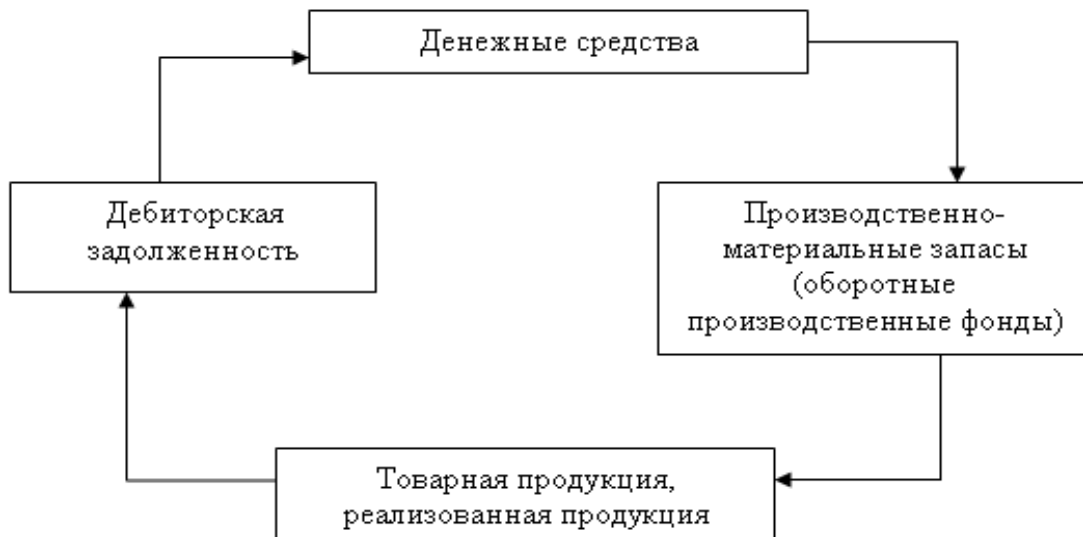 Денежные средства
Дебиторская
задолженность
Производственно-
материальные запасы
(оборотные
производственные фонды)
Товарная продукция,
реализованная продукция